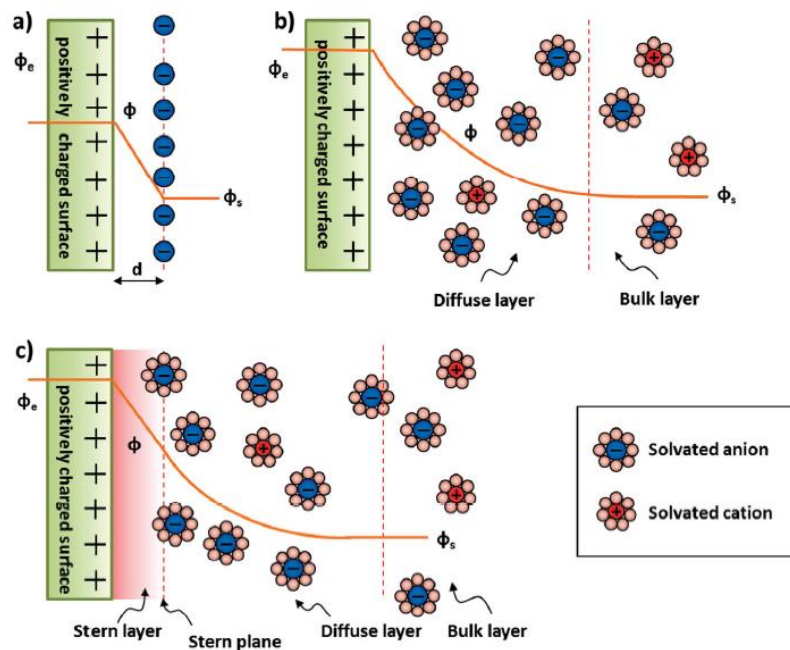 a)
Φe
positively charged surface
+
+
+
+
+
+
+
Φ
−
−
−
−
−
−
−
Φs
d
b)
Φe
positively charged surface
+
+
+
+
+
+
+
Φ
−
−
−
−
−
−
−
+
−
−
+
−
+
−
Φs
Diffuse layer
Bulk layer
c)
Φe
positively charged surface
+
+
+
+
+
+
+
Φ
−
−
−
+
−
−
−
−
−
−
+
+
−
Φs
Stern layer
Stern plane
Diffuse layer
Bulk layer
− Solvated anion
+ Solvated cation